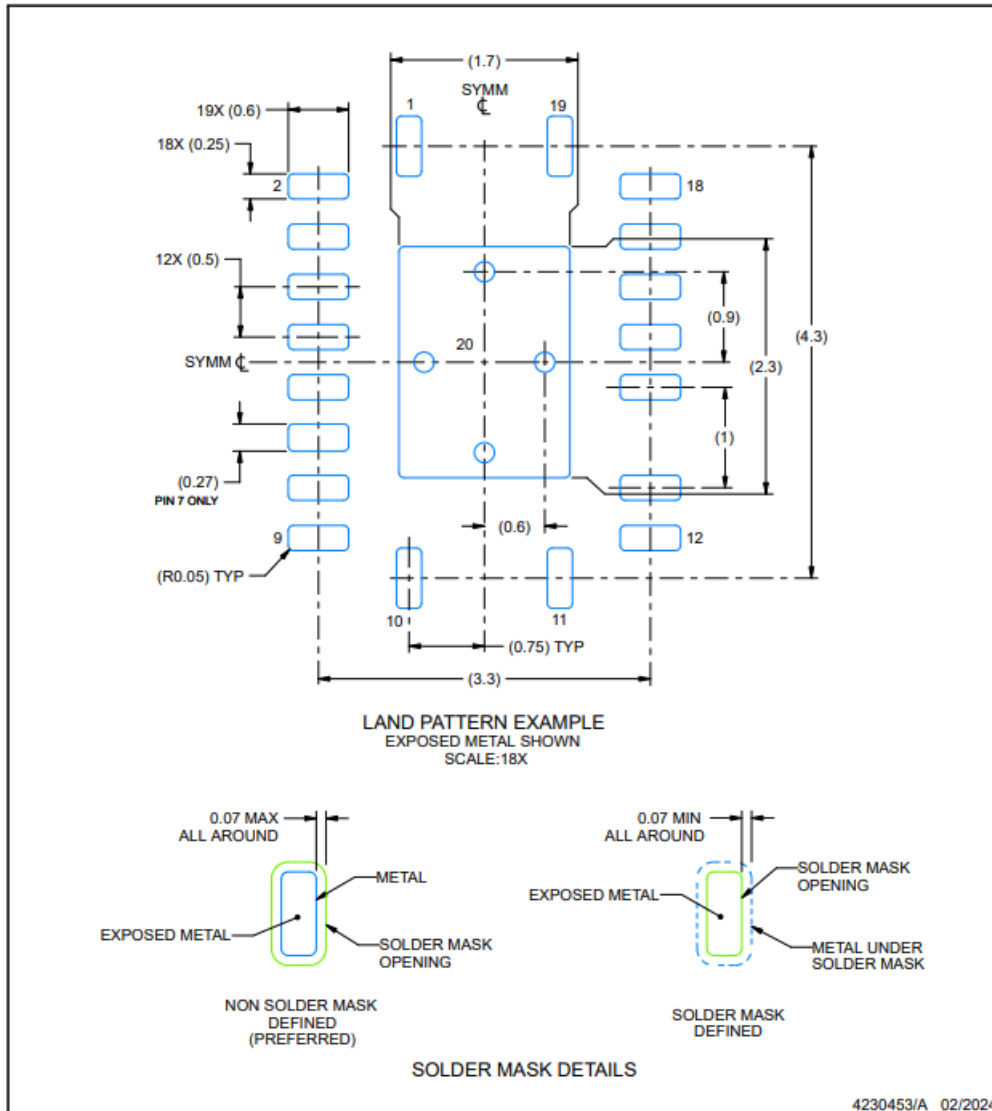 (1.7)
SYMM
℄
1
19
19X (0.6)
18X (0.25)
2
18
12X (0.5)
(0.9)
(4.3)
20
SYMM ℄
(2.3)
(1)
(0.27)
PIN 7 ONLY
(0.6)
9
12
(R0.05) TYP
10
11
(0.75) TYP
(3.3)
LAND PATTERN EXAMPLE
EXPOSED METAL SHOWN
SCALE:18X
0.07 MAX
ALL AROUND
METAL
EXPOSED METAL
SOLDER MASK
OPENING
NON SOLDER MASK
DEFINED
(PREFERRED)
0.07 MIN
ALL AROUND
SOLDER MASK
OPENING
EXPOSED METAL
METAL UNDER
SOLDER MASK
SOLDER MASK
DEFINED
SOLDER MASK DETAILS
4230453/A 02/2024